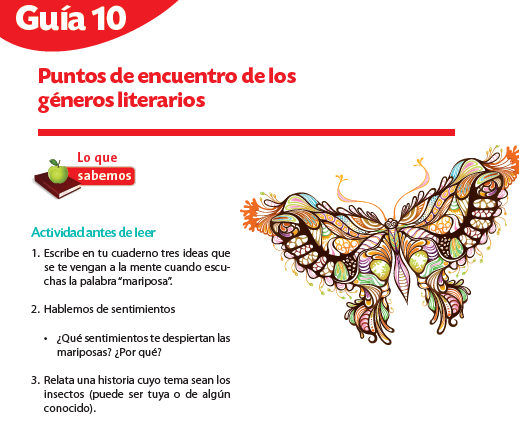 Guía 10
Puntos de encuentro de los
géneros literarios
Lo que
sabemos
Actividad antes de leer
1. Escribe en tu cuaderno tres ideas que
se te vengan a la mente cuando escu-
chas la palabra “mariposa”.
2. Hablemos de sentimientos
• ¿Qué sentimientos te despiertan las
mariposas? ¿Por qué?
3. Relata una historia cuyo tema sean los
insectos (puede ser tuya o de algún
conocido).